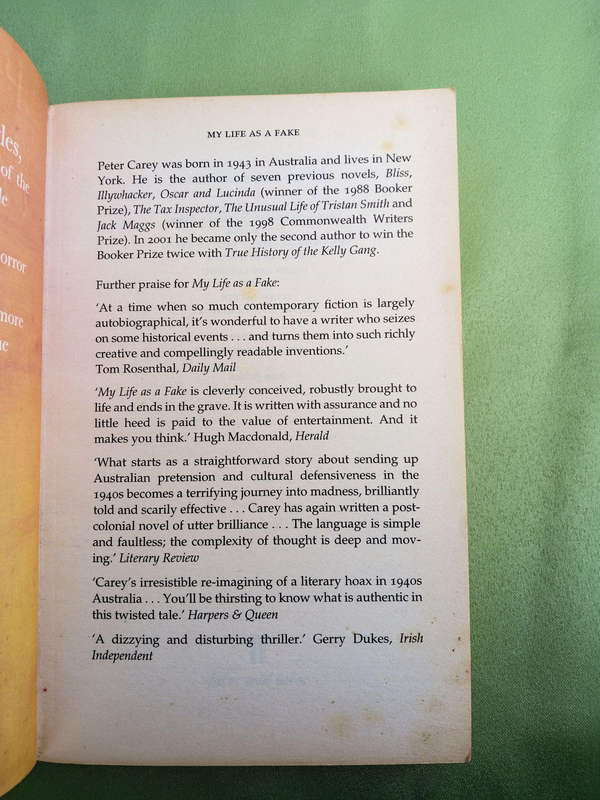 les,
of the
orror
more
MY LIFE AS A FAKE
Peter Carey was born in 1943 in Australia and lives in New
York. He is the author of seven previous novels, Bliss,
Illywhacker, Oscar and Lucinda (winner of the 1988 Booker
Prize), The Tax Inspector, The Unusual Life of Tristan Smith and
Jack Maggs (winner of the 1998 Commonwealth Writers
Prize). In 2001 he became only the second author to win the
Booker Prize twice with True History of the Kelly Gang.
Further praise for My Life as a Fake:
‘At a time when so much contemporary fiction is largely
autobiographical, it’s wonderful to have a writer who seizes
on some historical events . . . and turns them into such richly
creative and compellingly readable inventions.’
Tom Rosenthal, Daily Mail
‘My Life as a Fake is cleverly conceived, robustly brought to
life and ends in the grave. It is written with assurance and no
little heed is paid to the value of entertainment. And it
makes you think.’ Hugh Macdonald, Herald
‘What starts as a straightforward story about sending up
Australian pretension and cultural defensiveness in the
1940s becomes a terrifying journey into madness, brilliantly
told and scarily effective . . . Carey has again written a post-
colonial novel of utter brilliance . . . The language is simple
and faultless; the complexity of thought is deep and mov-
ing.’ Literary Review
‘Carey’s irresistible re-imagining of a literary hoax in 1940s
Australia . . . You’ll be thirsting to know what is authentic in
this twisted tale.’ Harpers & Queen
‘A dizzying and disturbing thriller.’ Gerry Dukes, Irish
Independent